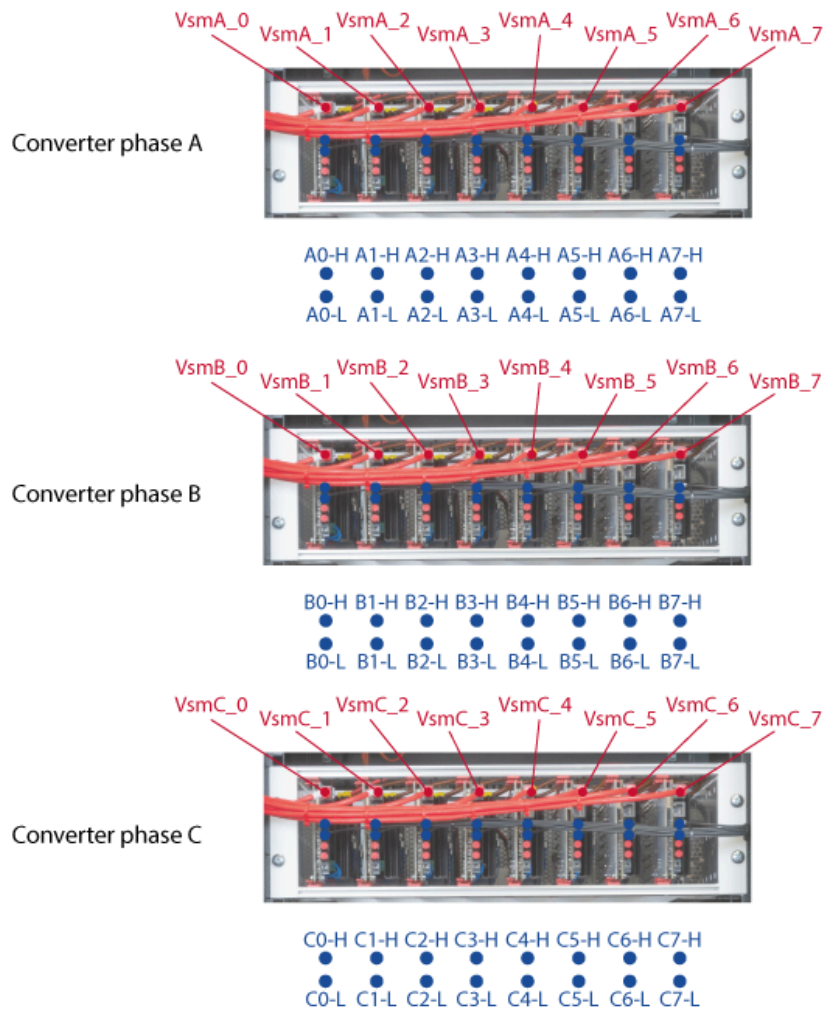 VsmA_0 VsmA_1 VsmA_2 VsmA_3 VsmA_4 VsmA_5 VsmA_6 VsmA_7
Converter phase A
A0-H A1-H A2-H A3-H A4-H A5-H A6-H A7-H
A0-L A1-L A2-L A3-L A4-L A5-L A6-L A7-L
VsmB_0 VsmB_1 VsmB_2 VsmB_3 VsmB_4 VsmB_5 VsmB_6 VsmB_7
Converter phase B
B0-H B1-H B2-H B3-H B4-H B5-H B6-H B7-H
B0-L B1-L B2-L B3-L B4-L B5-L B6-L B7-L
VsmC_0 VsmC_1 VsmC_2 VsmC_3 VsmC_4 VsmC_5 VsmC_6 VsmC_7
Converter phase C
C0-H C1-H C2-H C3-H C4-H C5-H C6-H C7-H
C0-L C1-L C2-L C3-L C4-L C5-L C6-L C7-L